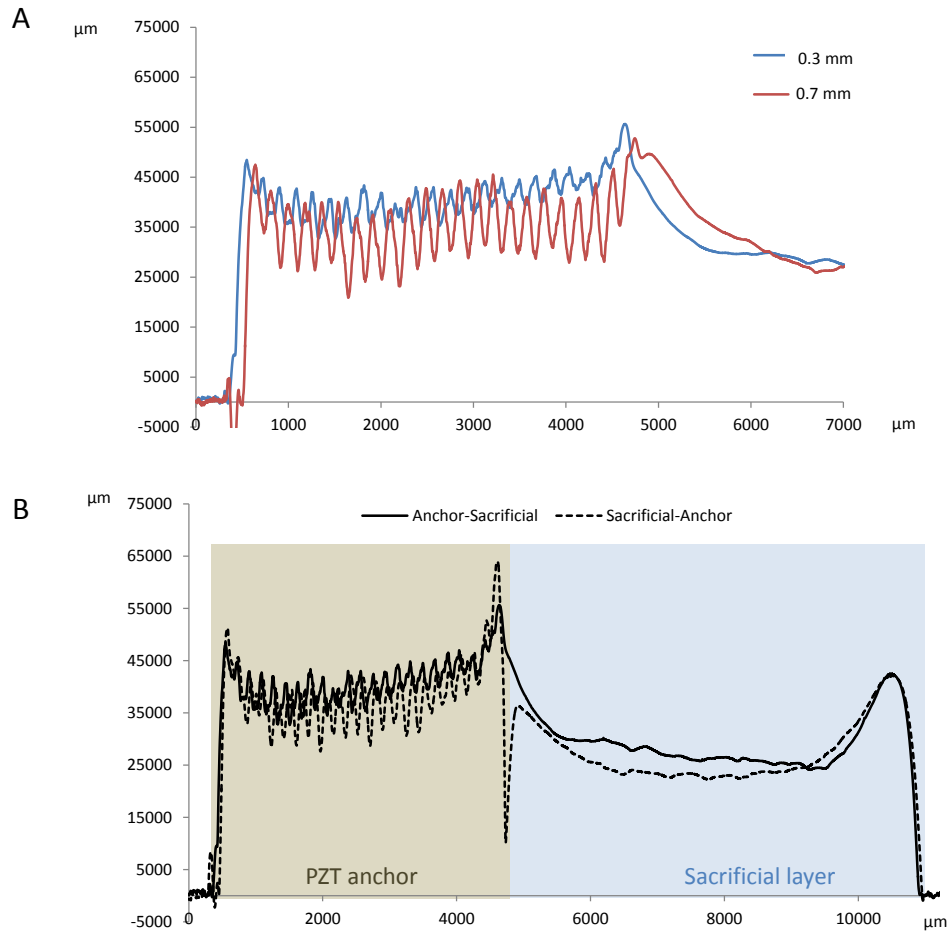 A
µm
75000
65000
55000
45000
35000
25000
15000
5000
-5000
0.3 mm
0.7 mm
0 1000 2000 3000 4000 5000 6000 7000 µm
B
µm
75000
65000
55000
45000
35000
25000
15000
5000
-5000
Anchor-Sacrificial Sacrificial-Anchor
PZT anchor Sacrificial layer
0 2000 4000 6000 8000 10000 µm